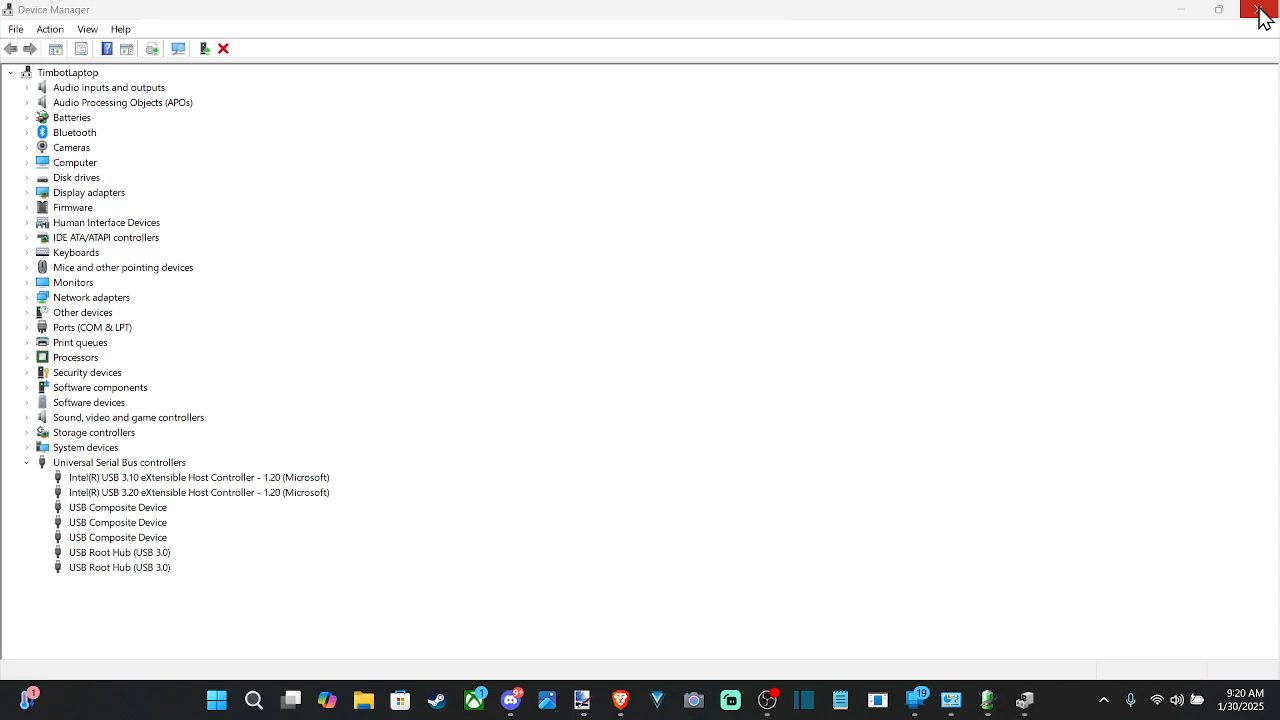 Device Manager
File Action View Help
TimbotLaptop
Audio inputs and outputs
Audio Processing Objects (APOs)
Batteries
Bluetooth
Cameras
Computer
Disk drives
Display adapters
Firmware
Human Interface Devices
IDE ATA/ATAPI controllers
Keyboards
Mice and other pointing devices
Monitors
Network adapters
Other devices
Ports (COM & LPT)
Print queues
Processors
Security devices
Software components
Software devices
Sound, video and game controllers
Storage controllers
System devices
Universal Serial Bus controllers
Intel(R) USB 3.10 eXtensible Host Controller - 1.20 (Microsoft)
Intel(R) USB 3.20 eXtensible Host Controller - 1.20 (Microsoft)
USB Composite Device
USB Composite Device
USB Composite Device
USB Root Hub (USB 3.0)
USB Root Hub (USB 3.0)
1 1 9+ 19 9:20 AM
1/30/2025